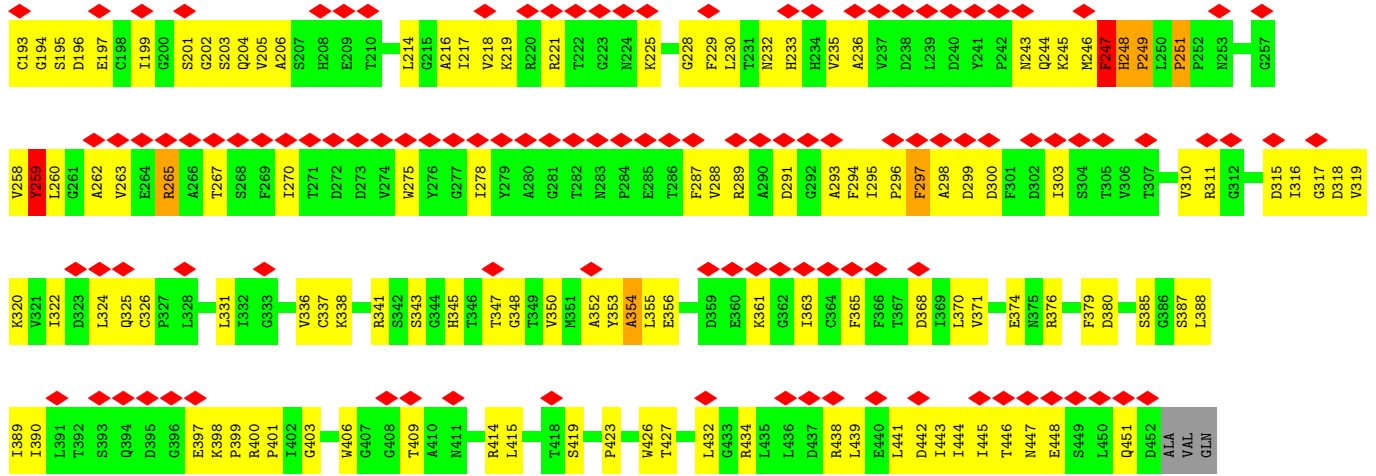 C193 G194 S195 D196 E197 C198 I199 G200 S201 G202 S203 Q204 V205 A206 S207 H208 E209 T210 L214 G215 A216 I217 V218 K219 R220 R221 T222 G223 N224 K225 G228 F229 L230 T231 N232 H233 H234 V235 A236 V237 D238 L239 D240 Y241 P242 N243 Q244 K245 M246 F247 H248 P249 L250 P251 P252 N253 G257
V258 Y259 L260 G261 A262 V263 E264 R265 A266 T267 S268 F269 I270 T271 D272 D273 V274 W275 Y276 G277 I278 Y279 A280 G281 T282 N283 P284 E285 T286 F287 V288 R289 A290 D291 G292 A293 F294 I295 P296 F297 A298 D299 D300 F301 D302 I303 S304 T305 V306 T307 V310 R311 G312 D315 I316 G317 D318 V319
K320 V321 I322 D323 L324 Q325 C326 P327 L328 L331 I332 G333 V336 C337 K338 R341 S342 S343 G344 H345 T346 T347 G348 T349 V350 M351 A352 Y353 A354 L355 E356 D359 E360 K361 G362 I363 C364 F365 F366 T367 D368 I369 L370 V371 E374 N375 R376 F379 D380 S385 G386 S387 L388
I389 I390 L391 T392 S393 Q394 D395 G396 E397 K398 P399 R400 P401 I402 G403 W406 G407 G408 T409 A410 N411 R414 L415 T418 S419 P423 W426 T427 L432 G433 R434 L435 L436 D437 R438 L439 E440 L441 D442 I443 I444 I445 T446 N447 E448 S449 L450 Q451 D452 ALA VAL GLN